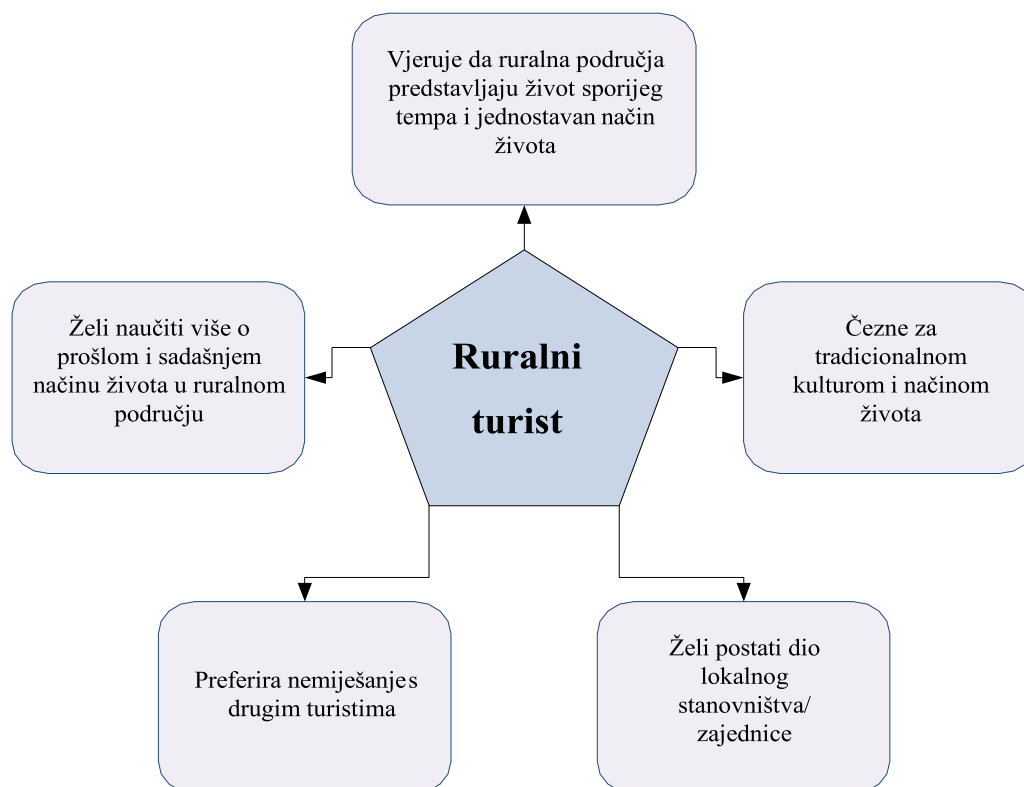 Vjeruje da ruralna područja
predstavljaju život sporijeg
tempa i jednostavan način
života
Želi naučiti više o
prošlom i sadašnjem
načinu života u ruralnom
području
Ruralni
turist
Čezne za
tradicionalnom
kulturom i načinom
života
Preferira nemiješanje s
drugim turistima
Želi postati dio
lokalnog
stanovništva/
zajednice